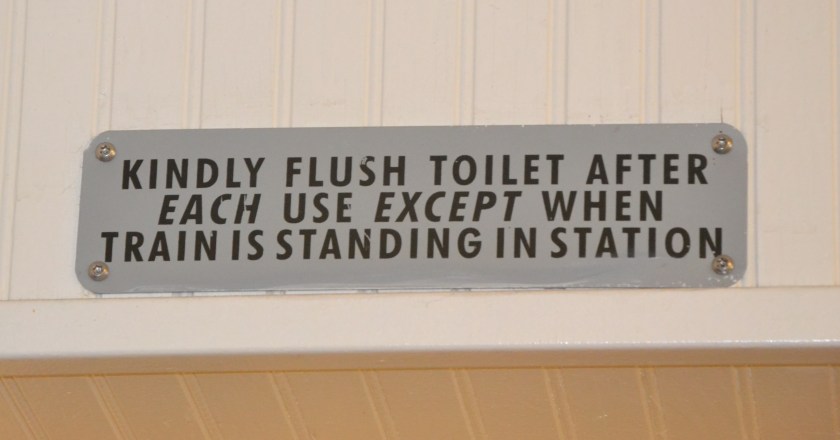 KINDLY FLUSH TOILET AFTER
EACH USE EXCEPT WHEN
TRAIN IS STANDING IN STATION